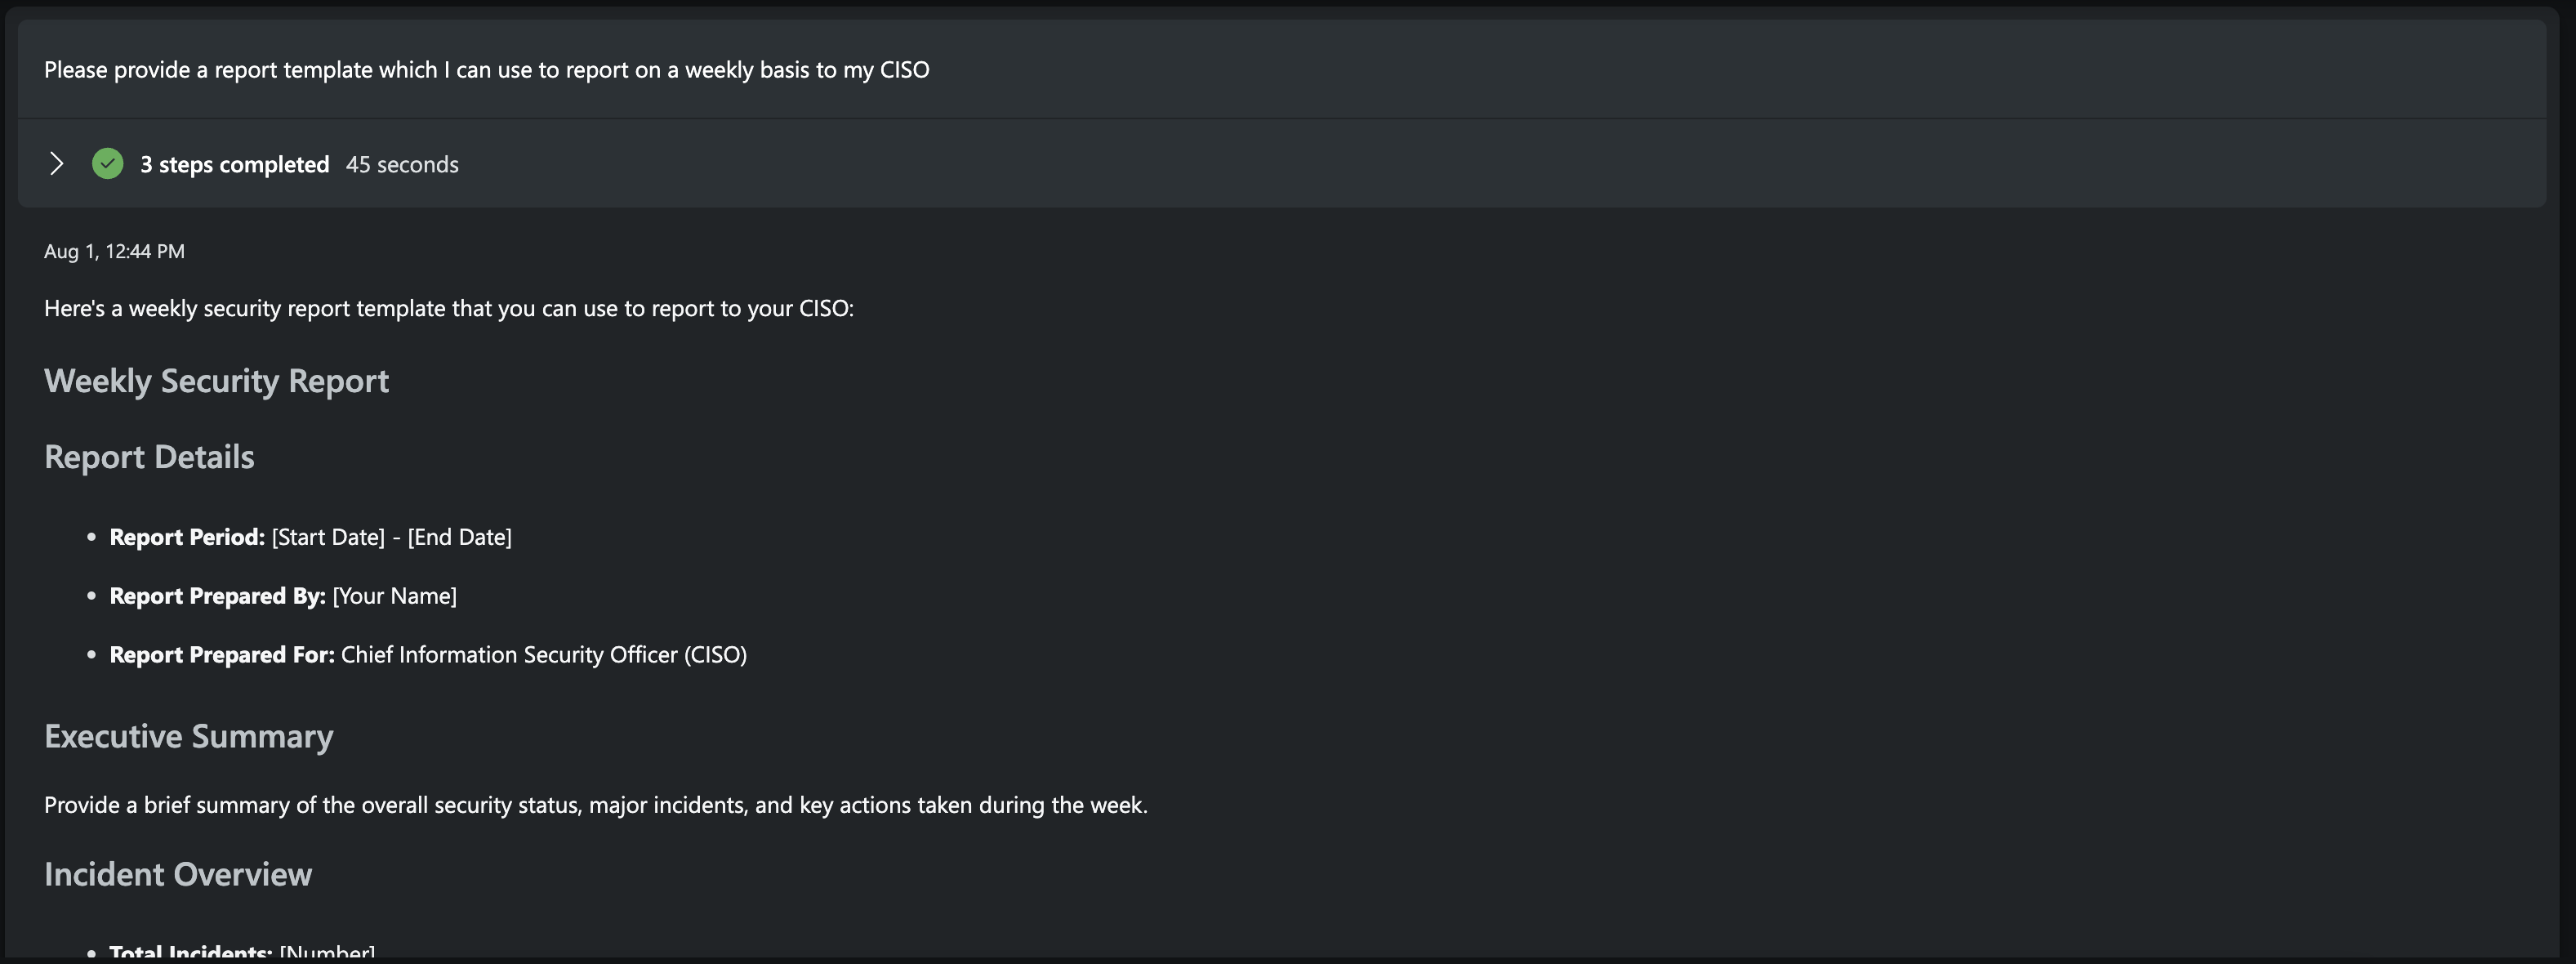 Please provide a report template which I can use to report on a weekly basis to my CISO
3 steps completed 45 seconds
Aug 1, 12:44 PM
Here's a weekly security report template that you can use to report to your CISO:
Weekly Security Report
Report Details
• Report Period: [Start Date] - [End Date]
• Report Prepared By: [Your Name]
• Report Prepared For: Chief Information Security Officer (CISO)
Executive Summary
Provide a brief summary of the overall security status, major incidents, and key actions taken during the week.
Incident Overview
• Total Incidents: [Number]